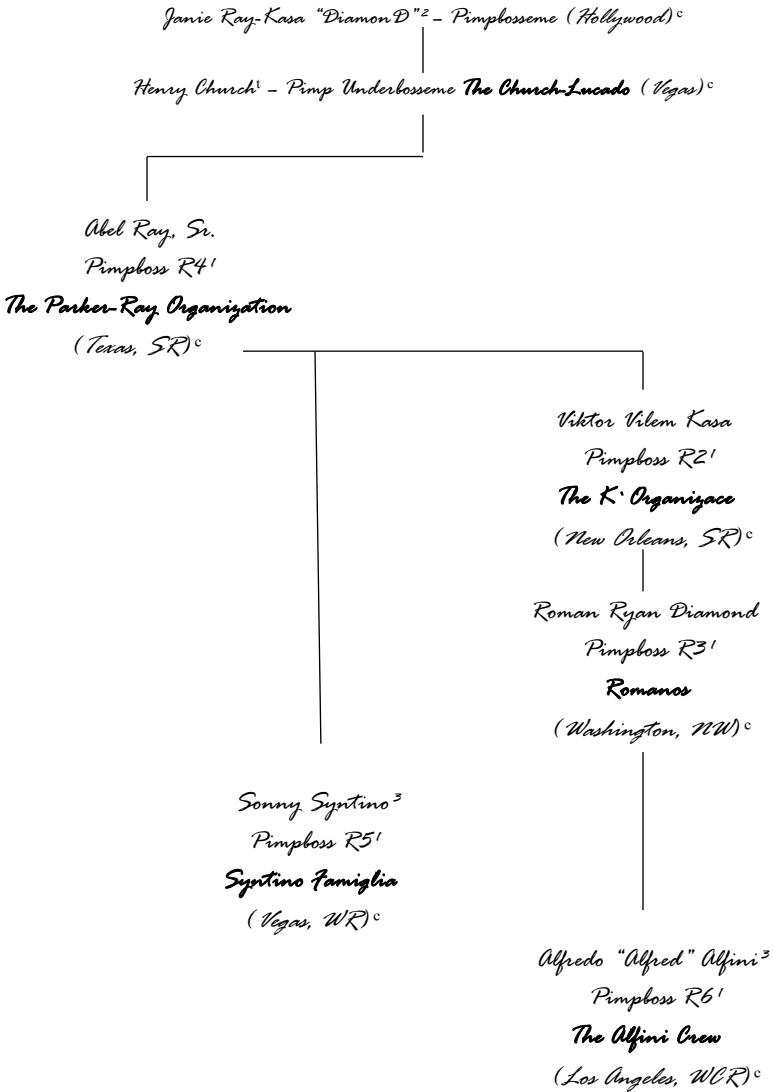 Janie Ray-Kasa “DiamonD”² – Pimpbosseme (Hollywood)ᶜ
Henry Churchᵗ – Pimp Underbosseme The Church-Lucado (Vegas)ᶜ
Abel Ray, Sr.
Pimpboss R4¹
The Parker-Ray Organization
(Texas, SR)ᶜ
Viktor Vilem Kasa
Pimpboss R2¹
The K` Organizace
(New Orleans, SR)ᶜ
Roman Ryan Diamond
Pimpboss R3¹
Romanos
(Washington, NW)ᶜ
Sonny Syntino³
Pimpboss R5¹
Syntino Famiglia
(Vegas, WR)ᶜ
Alfredo “Alfred” Alfini³
Pimpboss R6¹
The Alfini Crew
(Los Angeles, WCR)ᶜ